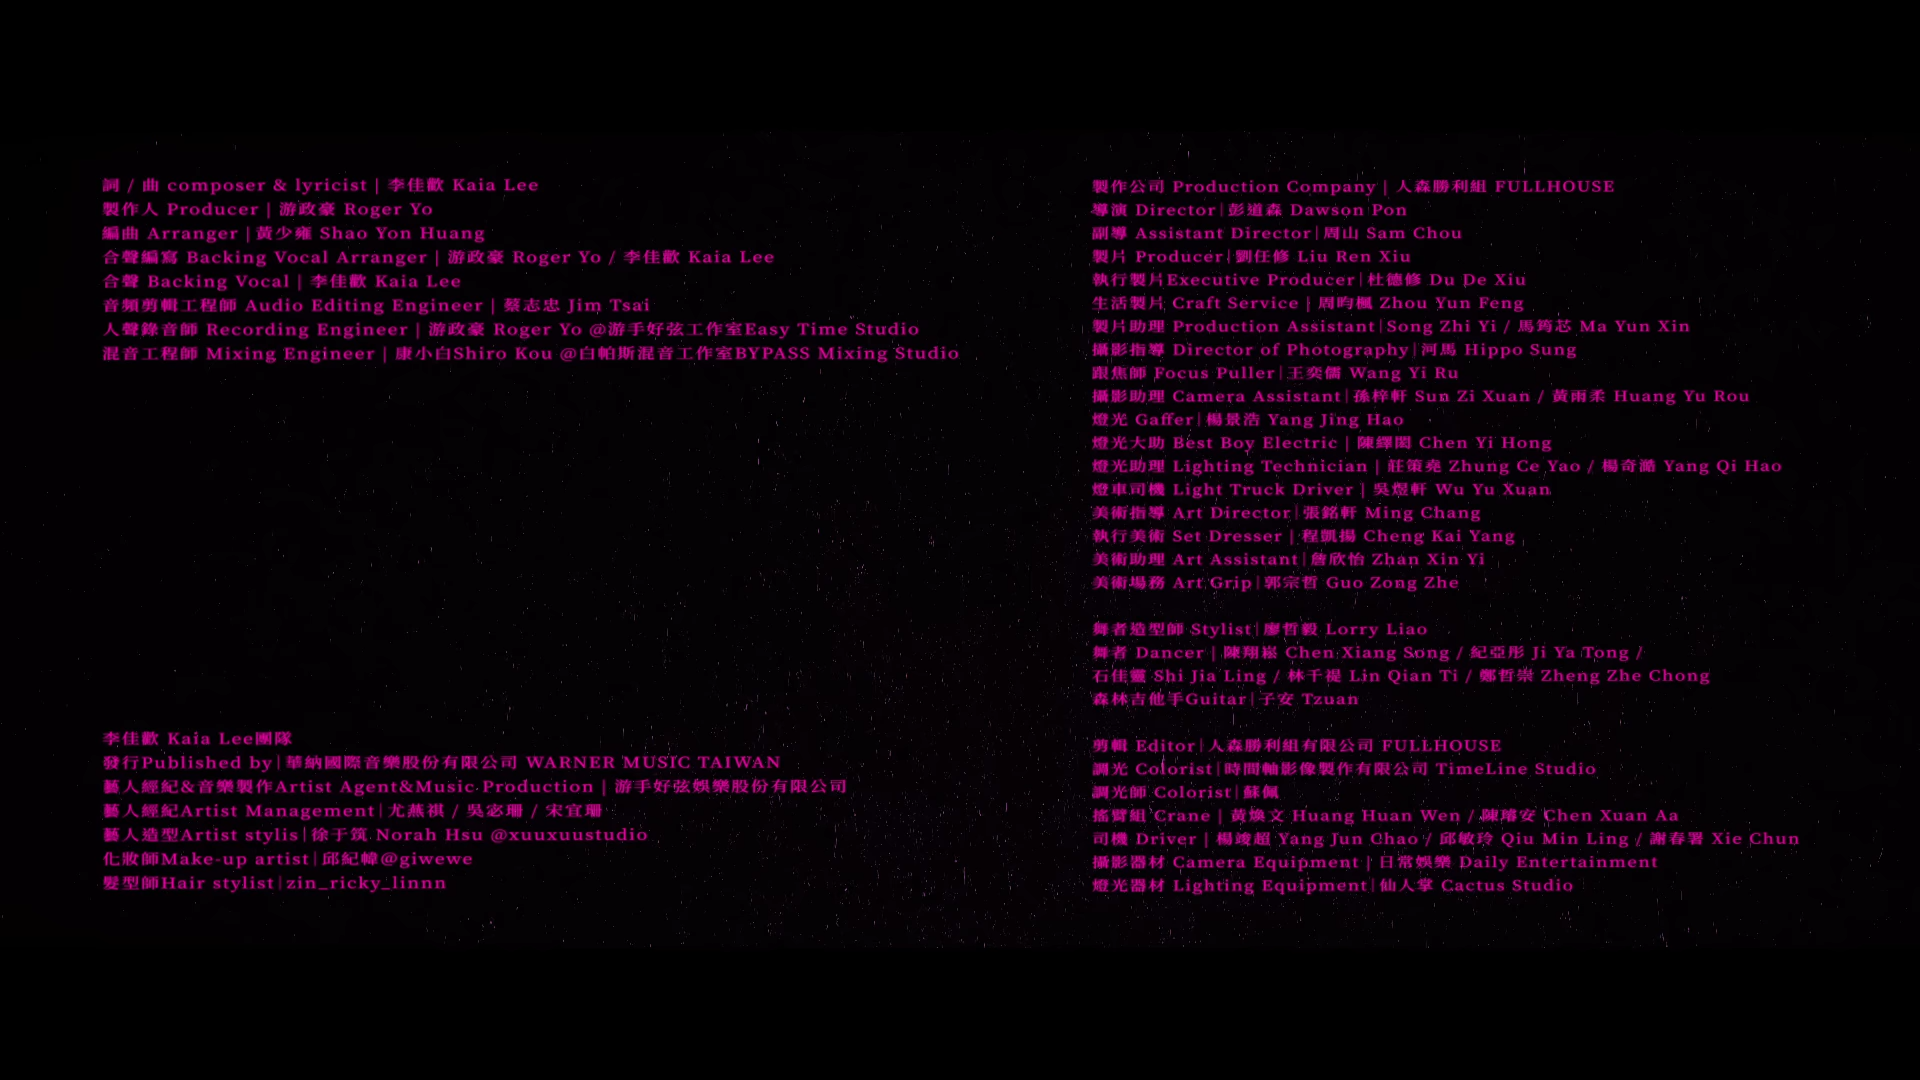 詞 / 曲 composer & lyricist | 李佳歡 Kaia Lee
製作人 Producer | 游政豪 Roger Yo
編曲 Arranger | 黃少雍 Shao Yon Huang
合聲編寫 Backing Vocal Arranger | 游政豪 Roger Yo / 李佳歡 Kaia Lee
合聲 Backing Vocal | 李佳歡 Kaia Lee
音頻剪輯工程師 Audio Editing Engineer | 蔡志忠 Jim Tsai
人聲錄音師 Recording Engineer | 游政豪 Roger Yo @游手好弦工作室Easy Time Studio
混音工程師 Mixing Engineer | 康小白Shiro Kou @白帕斯混音工作室BYPASS Mixing Studio
李佳歡 Kaia Lee團隊
發行Published by|華納國際音樂股份有限公司 WARNER MUSIC TAIWAN
藝人經紀&音樂製作Artist Agent&Music Production | 游手好弦娛樂股份有限公司
藝人經紀Artist Management|尤燕祺 / 吳宓珊 / 宋宜珊
藝人造型Artist stylis|徐于筑 Norah Hsu @xuuxuustudio
化妝師Make-up artist|邱紀幃@giwewe
髮型師Hair stylist|zin_ricky_linnn
製作公司 Production Company | 人森勝利組 FULLHOUSE
導演 Director|彭道森 Dawson Pon
副導 Assistant Director|周山 Sam Chou
製片 Producer|劉任修 Liu Ren Xiu
執行製片Executive Producer|杜德修 Du De Xiu
生活製片 Craft Service | 周昀楓 Zhou Yun Feng
製片助理 Production Assistant|Song Zhi Yi / 馬筠芯 Ma Yun Xin
攝影指導 Director of Photography|河馬 Hippo Sung
跟焦師 Focus Puller|王奕儒 Wang Yi Ru
攝影助理 Camera Assistant|孫梓軒 Sun Zi Xuan / 黃雨柔 Huang Yu Rou
燈光 Gaffer|楊景浩 Yang Jing Hao
燈光大助 Best Boy Electric | 陳繹閎 Chen Yi Hong
燈光助理 Lighting Technician | 莊策堯 Zhung Ce Yao / 楊奇澔 Yang Qi Hao
燈車司機 Light Truck Driver | 吳煜軒 Wu Yu Xuan
美術指導 Art Director|張銘軒 Ming Chang
執行美術 Set Dresser | 程凱揚 Cheng Kai Yang
美術助理 Art Assistant|詹欣怡 Zhan Xin Yi
美術場務 Art Grip|郭宗哲 Guo Zong Zhe
舞者造型師 Stylist|廖哲毅 Lorry Liao
舞者 Dancer | 陳翔崧 Chen Xiang Song / 紀亞彤 Ji Ya Tong /
石佳靈 Shi Jia Ling / 林千禔 Lin Qian Ti / 鄭哲崇 Zheng Zhe Chong
森林吉他手Guitar|子安 Tzuan
剪輯 Editor|人森勝利組有限公司 FULLHOUSE
調光 Colorist|時間軸影像製作有限公司 TimeLine Studio
調光師 Colorist|蘇佩
搖臂組 Crane | 黃煥文 Huang Huan Wen / 陳璿安 Chen Xuan Aa
司機 Driver | 楊竣超 Yang Jun Chao / 邱敏玲 Qiu Min Ling / 謝春署 Xie Chun
攝影器材 Camera Equipment | 日常娛樂 Daily Entertainment
燈光器材 Lighting Equipment|仙人掌 Cactus Studio